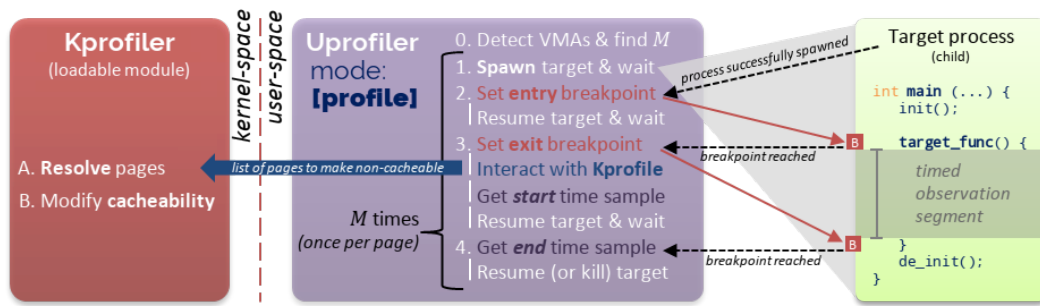 Kprofiler
(loadable module)
A. Resolve pages
B. Modify cacheability
kernel-space
user-space
Uprofiler
mode:
[profile]
0. Detect VMAs & find M
1. Spawn target & wait
2. Set entry breakpoint
Resume target & wait
3. Set exit breakpoint
Interact with Kprofile
Get start time sample
Resume target & wait
4. Get end time sample
Resume (or kill) target
M times
(once per page)
list of pages to make non-cacheable
process successfully spawned
breakpoint reached
breakpoint reached
B
B
Target process
(child)
int main (...) {
init();
target_func() {
timed
observation
segment
}
de_init();
}